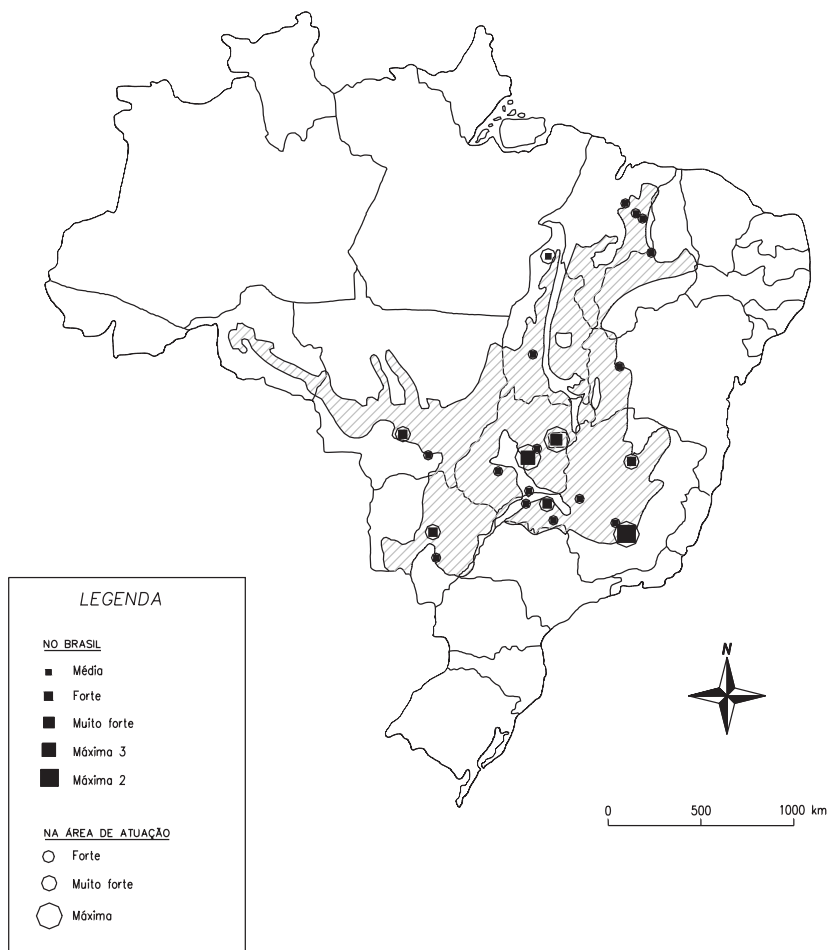 LEGENDA
NO BRASIL
Média
Forte
Muito forte
Máxima 3
Máxima 2
NA ÁREA DE ATUAÇÃO
Forte
Muito forte
Máxima
N
0 500 1000 km